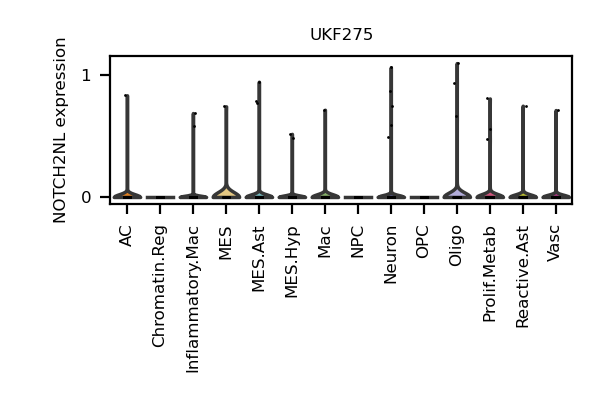 UKF275
NOTCH2NL expression
1
0
AC
Chromatin.Reg
Inflammatory.Mac
MES
MES.Ast
MES.Hyp
Mac
NPC
Neuron
OPC
Oligo
Prolif.Metab
Reactive.Ast
Vasc